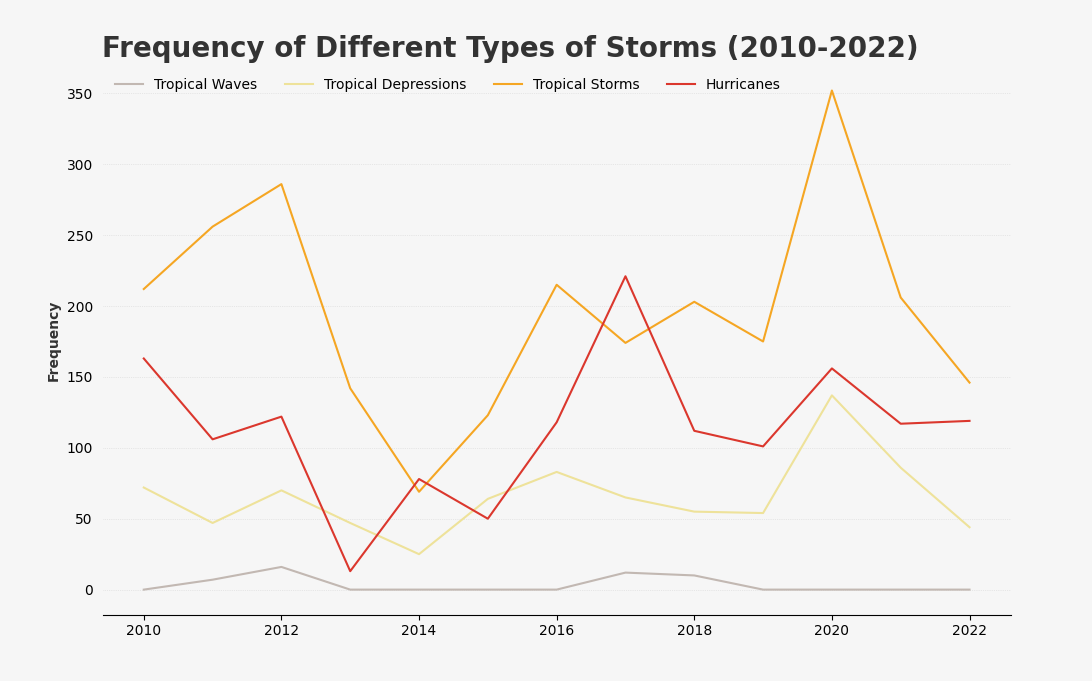 Frequency of Different Types of Storms (2010-2022)
Tropical Waves Tropical Depressions Tropical Storms Hurricanes
350
300
250
200
150
100
50
0
Frequency
2010 2012 2014 2016 2018 2020 2022